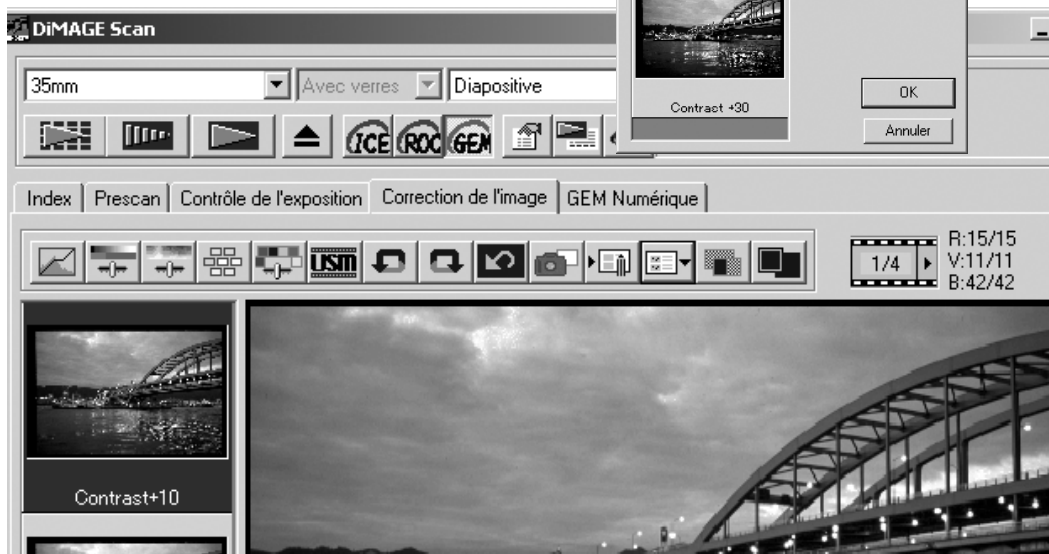 DiMAGE Scan
Contrast +30
OK
Annuler
35mm
Avec verres
Diapositive
ICE ROC GEM
Index
Prescan
Contrôle de l'exposition
Correction de l'image
GEM Numérique
USM
1/4
R:15/15
V:11/11
B:42/42
Contrast+10